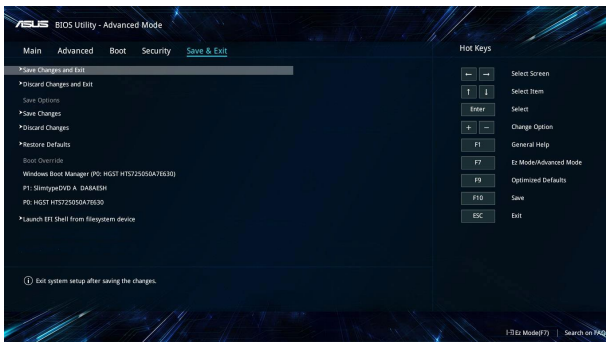 ASUS BIOS Utility - Advanced Mode
Main Advanced Boot Security Save & Exit
Save Changes and Exit
Discard Changes and Exit
Save Options
Save Changes
Discard Changes
Restore Defaults
Boot Override
Windows Boot Manager (P0: HGST HTS725050A7E630)
P1: SlimtypeDVD A DA8AESH
P0: HGST HTS725050A7E630
Launch EFI Shell from filesystem device
Exit system setup after saving the changes.
Hot Keys
← → Select Screen
↑ ↓ Select Item
Enter Select
+ − Change Option
F1 General Help
F7 Ez Mode/Advanced Mode
F9 Optimized Defaults
F10 Save
ESC Exit
Ez Mode(F7) | Search on FAQ